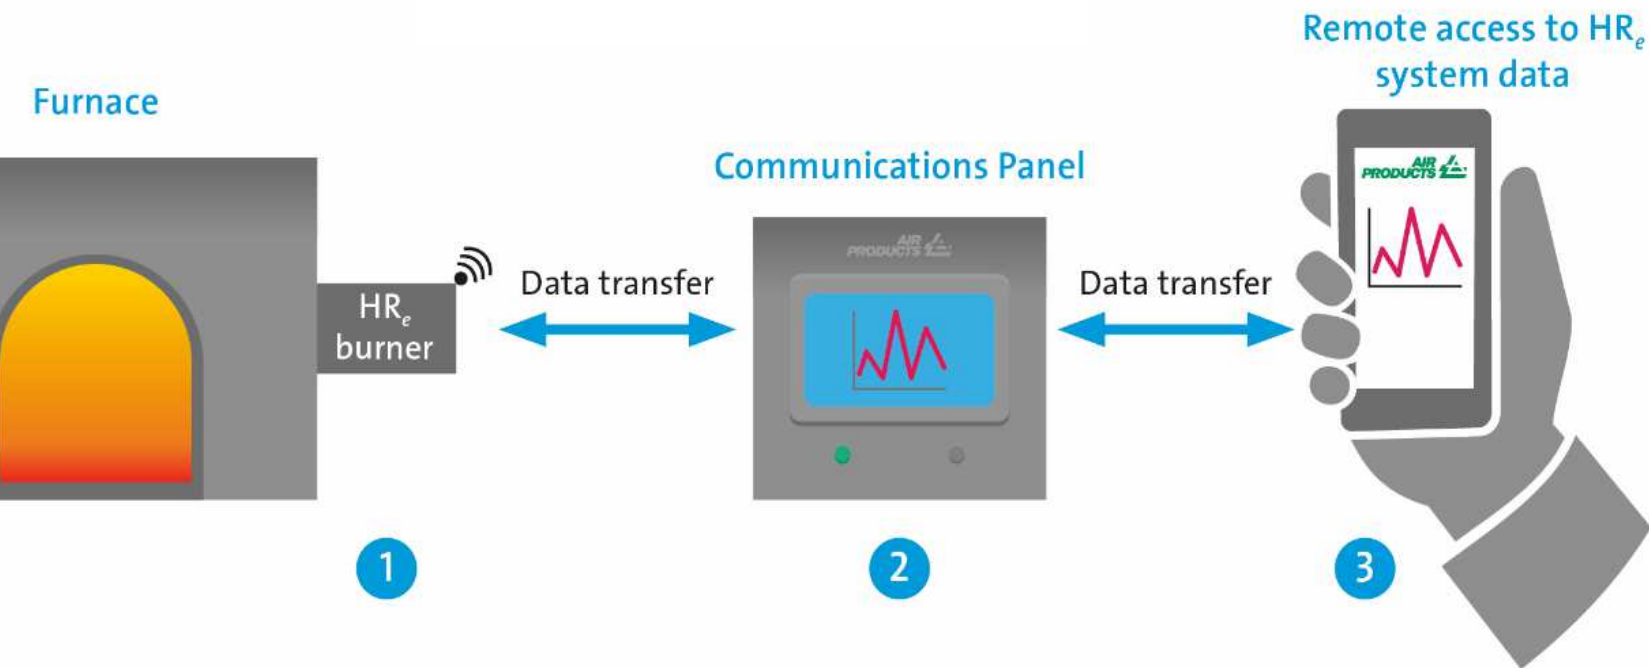 Remote access to HRₑ
system data
Furnace
Communications Panel
AIR
PRODUCTS
AIR
PRODUCTS
HRₑ
burner
Data transfer
Data transfer
1
2
3